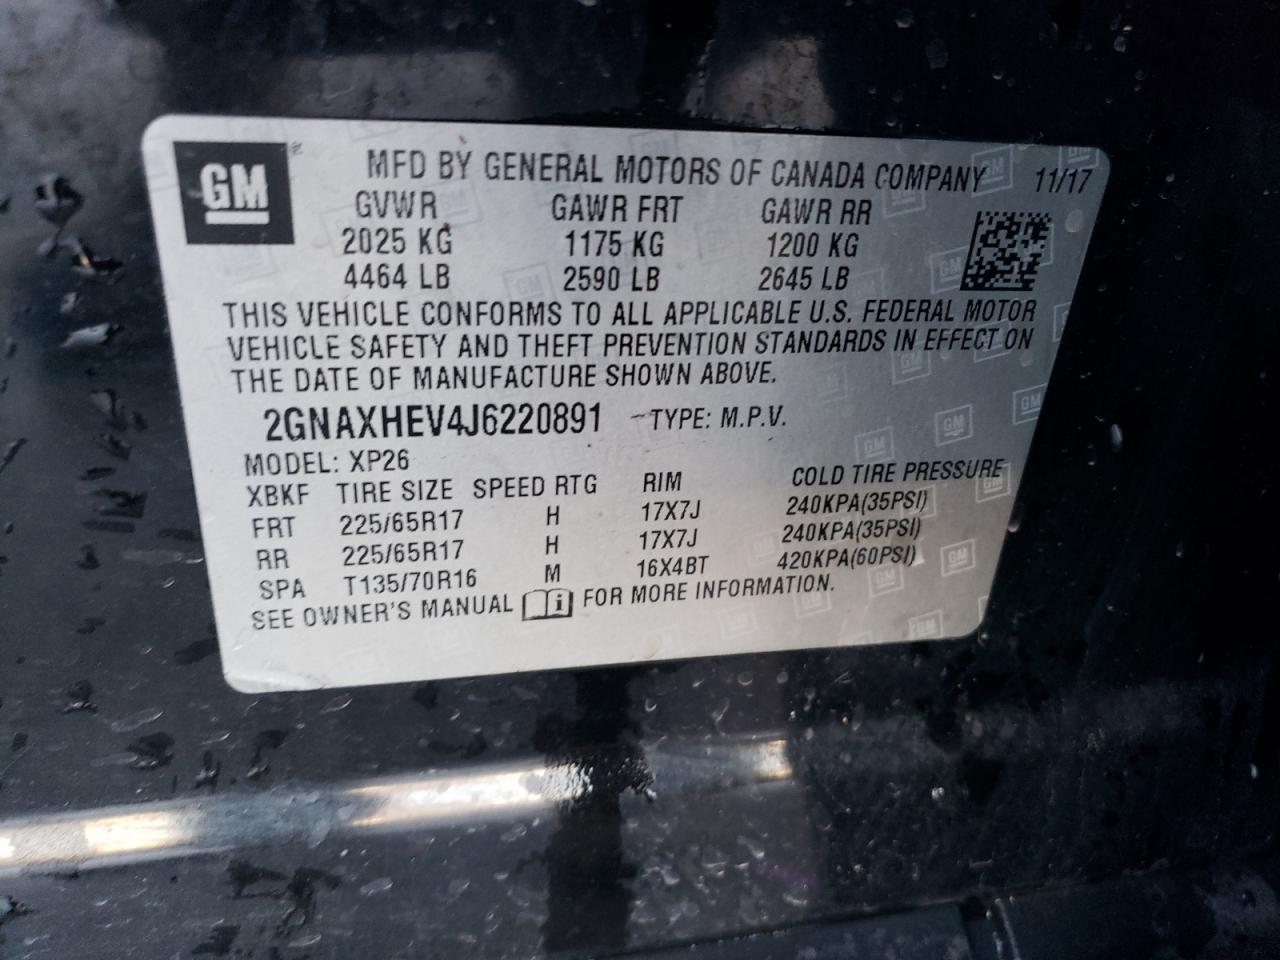 GM
MFD BY GENERAL MOTORS OF CANADA COMPANY 11/17
GVWR GAWR FRT GAWR RR
2025 KG 1175 KG 1200 KG
4464 LB 2590 LB 2645 LB
THIS VEHICLE CONFORMS TO ALL APPLICABLE U.S. FEDERAL MOTOR
VEHICLE SAFETY AND THEFT PREVENTION STANDARDS IN EFFECT ON
THE DATE OF MANUFACTURE SHOWN ABOVE.
2GNAXHEV4J6220891 TYPE: M.P.V.
MODEL: XP26
XBKF TIRE SIZE SPEED RTG RIM COLD TIRE PRESSURE
FRT 225/65R17 H 17X7J 240KPA(35PSI)
RR 225/65R17 H 17X7J 240KPA(35PSI)
SPA T135/70R16 M 16X4BT 420KPA(60PSI)
SEE OWNER'S MANUAL i FOR MORE INFORMATION.